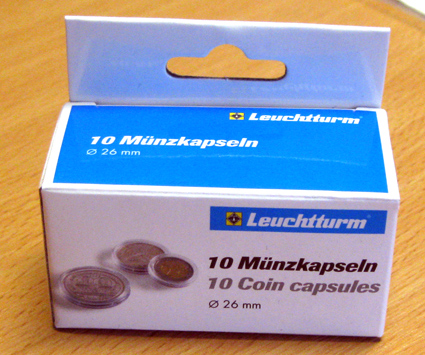 Leuchtturm
10 Münzkapseln
Ø 26 mm
Leuchtturm
10 Münzkapseln
10 Coin capsules
Ø 26 mm